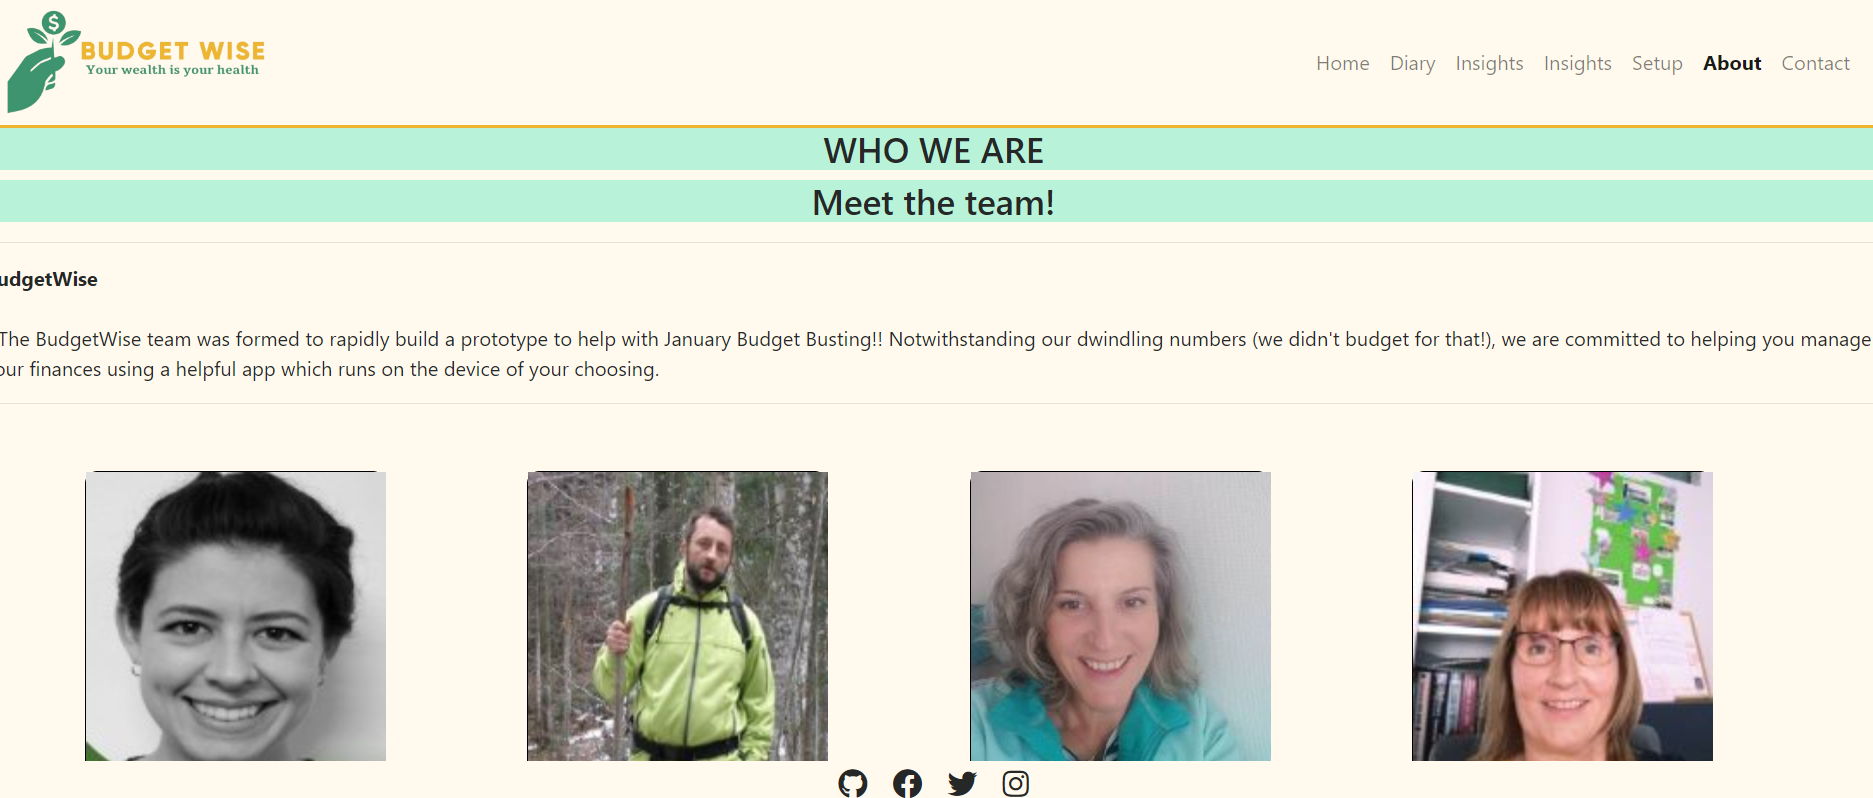 $
BUDGET WISE
Your wealth is your health
Home Diary Insights Insights Setup About Contact
WHO WE ARE
Meet the team!
udgetWise
The BudgetWise team was formed to rapidly build a prototype to help with January Budget Busting!! Notwithstanding our dwindling numbers (we didn't budget for that!), we are committed to helping you manage
our finances using a helpful app which runs on the device of your choosing.